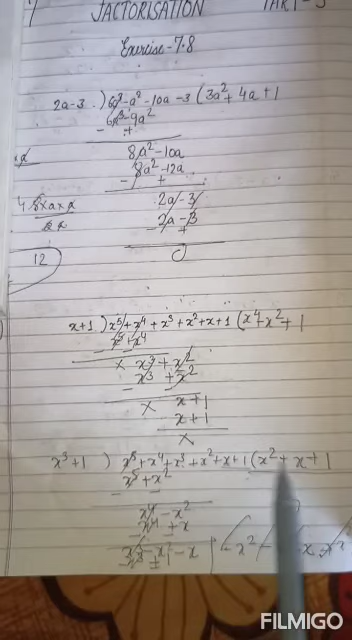 FACTORISATION PART-3
Exercise-7.8
2a-3 ) 6a³-a²-10a-3 ( 3a²+4a+1
6a³-9a²
- +
8a²-10a
8a²-12a
- +
2a-3
2a-3
- +
0
12
x+1 ) x⁵+x⁴+x³+x²+x+1 ( x⁴+x²+1
x⁵+x⁴
- -
x x³+x²
x³+x²
- -
x x+1
x+1
x
x³+1 ) x⁵+x⁴+x³+x²+x+1 ( x²+x+1
x⁵+x²
- -
x⁴-x²
x⁴+x
- -
FILMIGO